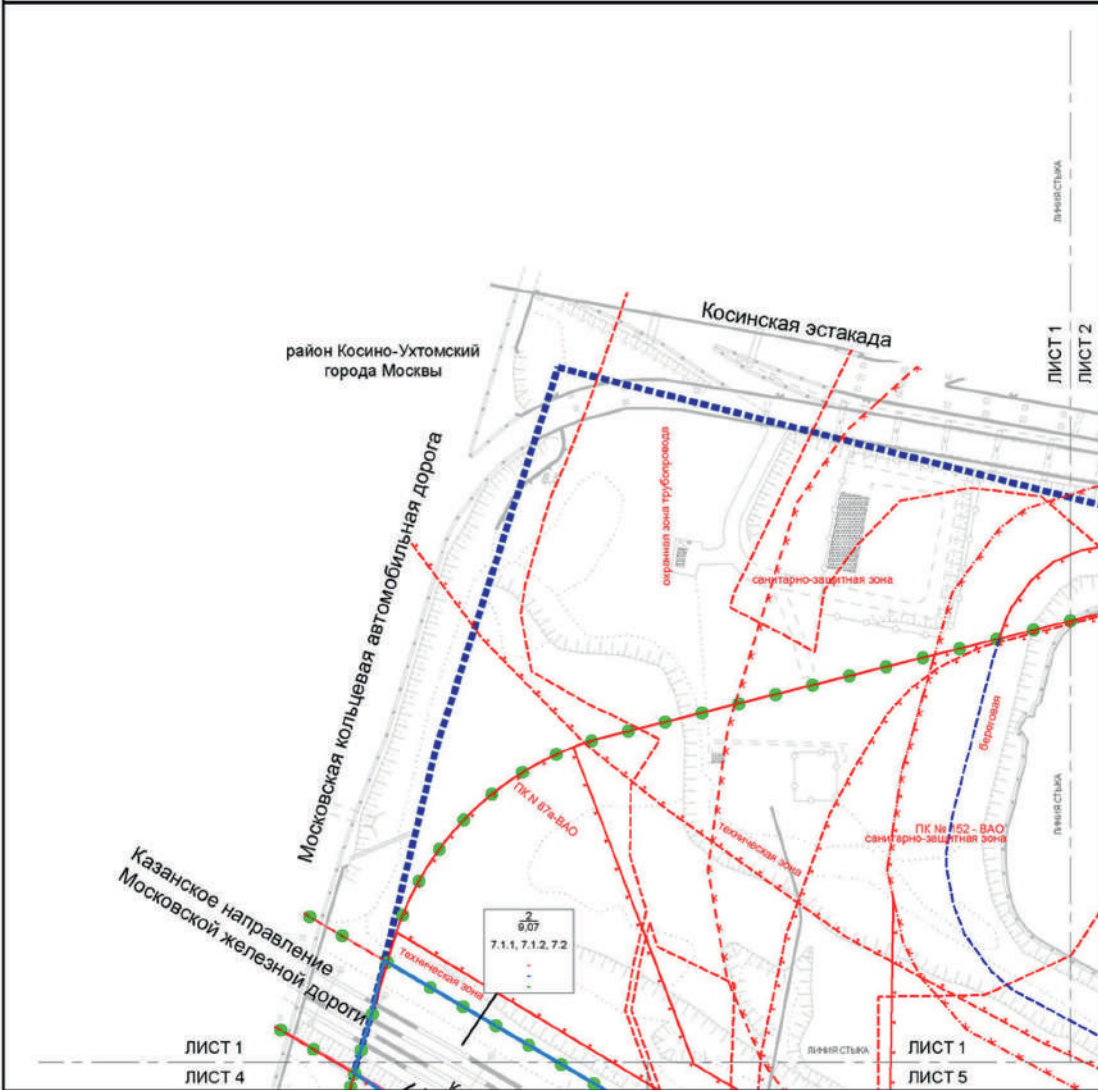 Косинская эстакада
район Косино-Ухтомский
города Москвы
ЛИНИЯ СТЫКА
ЛИСТ 1
ЛИСТ 2
Московская кольцевая автомобильная дорога
охранная зона трубопровода
санитарно-защитная зона
береговая
ПК N 87а-ВАО
техническая зона
ПК № 152 - ВАО
санитарно-защитная зона
ЛИНИЯ СТЫКА
Казанское направление
Московской железной дороги
техническая зона
2
9,07
7.1.1, 7.1.2, 7.2
-
-
-
ЛИСТ 1
ЛИСТ 4
ЛИНИЯ СТЫКА
ЛИСТ 1
ЛИСТ 5